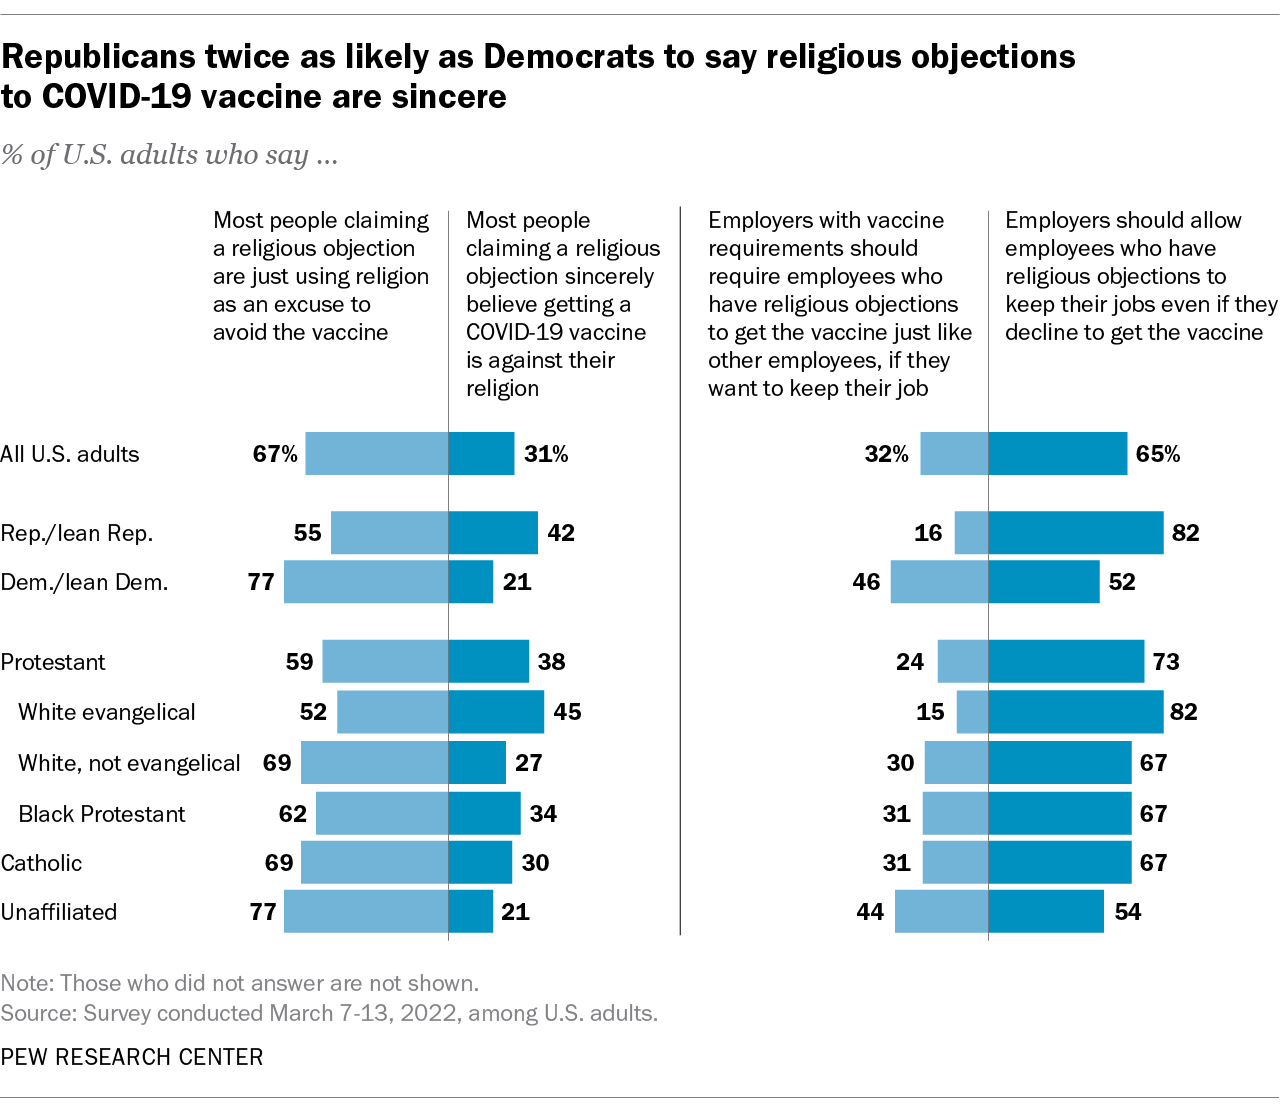 Republicans twice as likely as Democrats to say religious objections
to COVID-19 vaccine are sincere
% of U.S. adults who say ...
Most people claiming
a religious objection
are just using religion
as an excuse to
avoid the vaccine
Most people
claiming a religious
objection sincerely
believe getting a
COVID-19 vaccine
is against their
religion
Employers with vaccine
requirements should
require employees who
have religious objections
to get the vaccine just like
other employees, if they
want to keep their job
Employers should allow
employees who have
religious objections to
keep their jobs even if they
decline to get the vaccine
All U.S. adults 67% 31% 32% 65%
Rep./lean Rep. 55 42 16 82
Dem./lean Dem. 77 21 46 52
Protestant 59 38 24 73
White evangelical 52 45 15 82
White, not evangelical 69 27 30 67
Black Protestant 62 34 31 67
Catholic 69 30 31 67
Unaffiliated 77 21 44 54
Note: Those who did not answer are not shown.
Source: Survey conducted March 7-13, 2022, among U.S. adults.
PEW RESEARCH CENTER